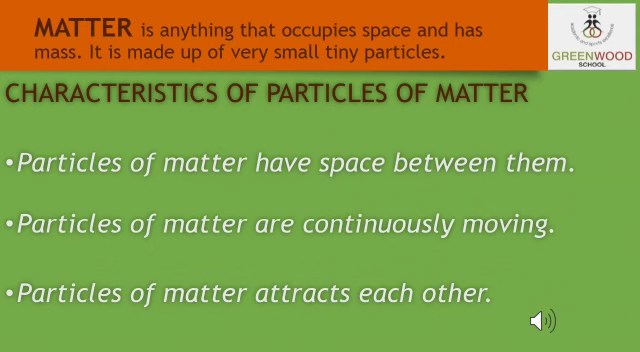 MATTER is anything that occupies space and has
mass. It is made up of very small tiny particles.
GREENWOOD
SCHOOL
CHARACTERISTICS OF PARTICLES OF MATTER
•Particles of matter have space between them.
•Particles of matter are continuously moving.
•Particles of matter attracts each other.